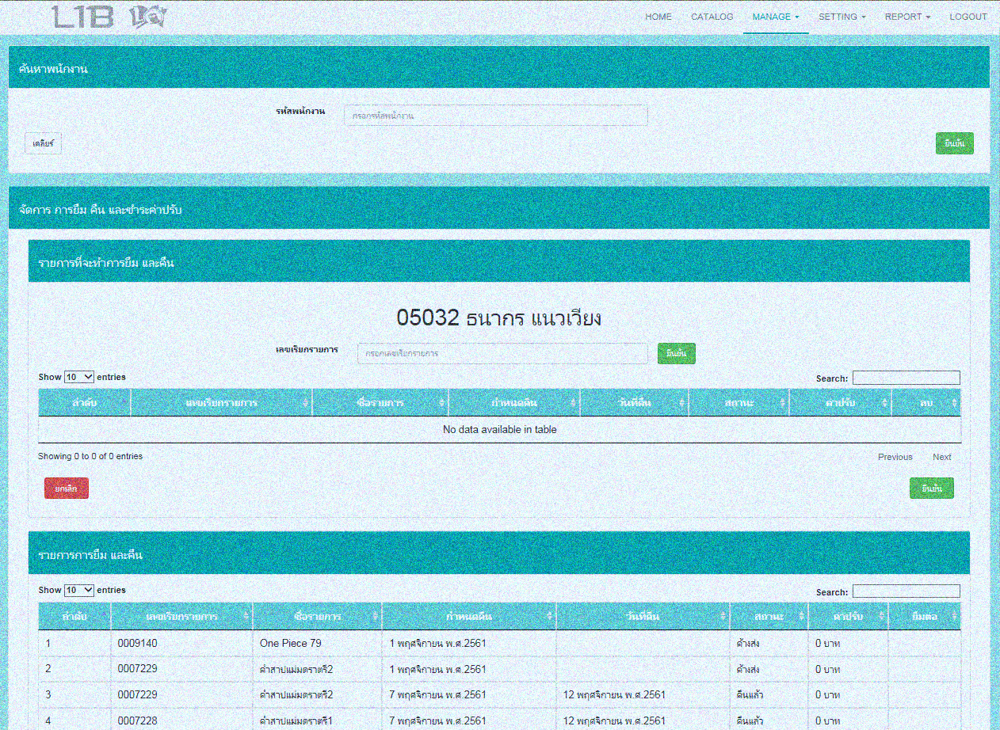 L1B
HOME CATALOG MANAGE SETTING REPORT LOGOUT
ค้นหาพนักงาน
รหัสพนักงาน กรอกรหัสพนักงาน
เคลียร์ ยืนยัน
จัดการ การยืม คืน และชำระค่าปรับ
รายการที่จะทำการยืม และคืน
05032 ธนากร แนวเวียง
เลขเรียกรายการ กรอกเลขเรียกรายการ ยืนยัน
Show 10 entries Search:
ลำดับ เลขเรียกรายการ ชื่อรายการ กำหนดคืน วันที่คืน สถานะ ค่าปรับ ลบ
No data available in table
Showing 0 to 0 of 0 entries Previous Next
ยกเลิก ยืนยัน
รายการการยืม และคืน
Show 10 entries Search:
ลำดับ เลขเรียกรายการ ชื่อรายการ กำหนดคืน วันที่คืน สถานะ ค่าปรับ ยืมต่อ
1 0009140 One Piece 79 1 พฤศจิกายน พ.ศ.2561 ค้างส่ง 0 บาท
2 0007229 คำสาปแม่มดราตรี2 1 พฤศจิกายน พ.ศ.2561 ค้างส่ง 0 บาท
3 0007229 คำสาปแม่มดราตรี2 7 พฤศจิกายน พ.ศ.2561 12 พฤศจิกายน พ.ศ.2561 คืนแล้ว 0 บาท
4 0007228 คำสาปแม่มดราตรี1 7 พฤศจิกายน พ.ศ.2561 12 พฤศจิกายน พ.ศ.2561 คืนแล้ว 0 บาท